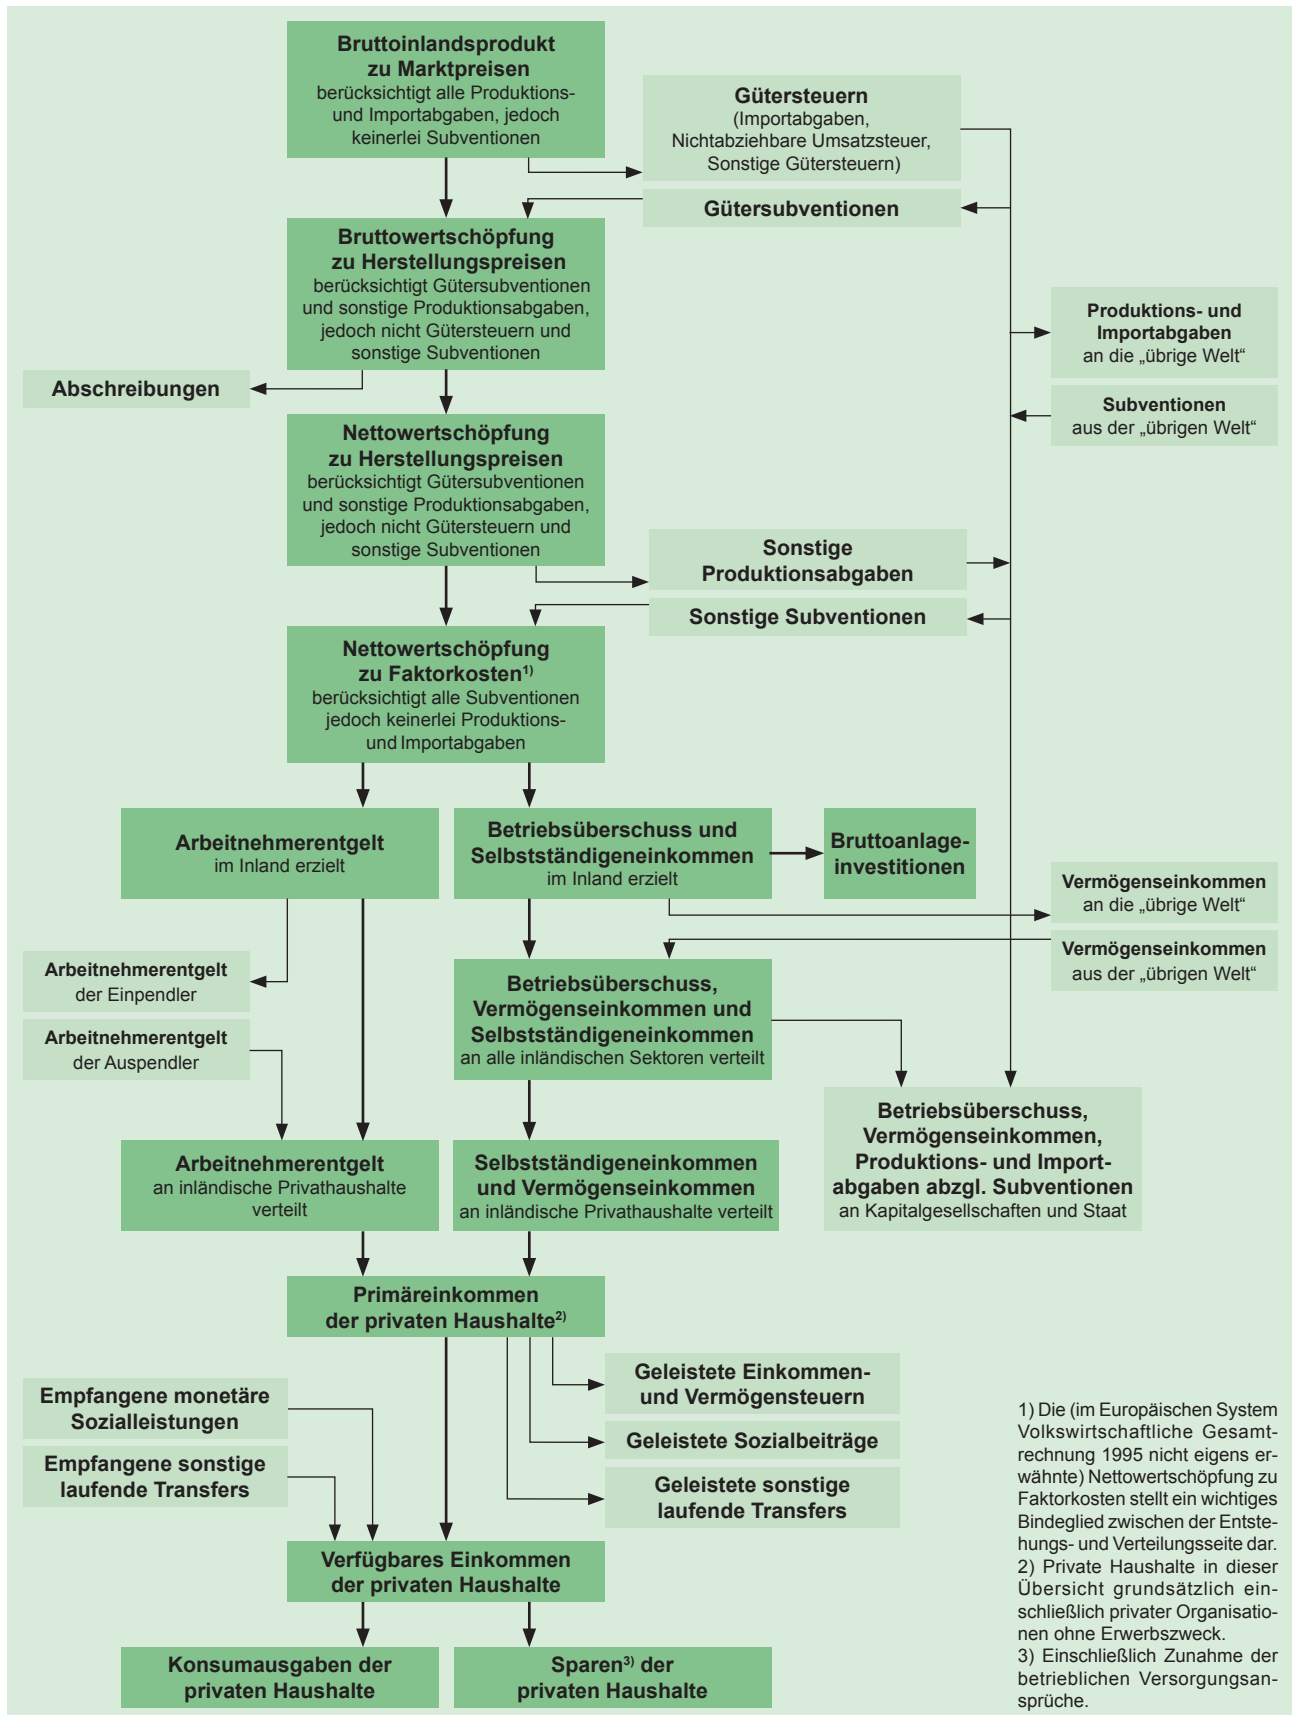 Bruttoinlandsprodukt
zu Marktpreisen
berücksichtigt alle Produktions-
und Importabgaben, jedoch
keinerlei Subventionen
Gütersteuern
(Importabgaben,
Nichtabziehbare Umsatzsteuer,
Sonstige Gütersteuern)
Gütersubventionen
Bruttowertschöpfung
zu Herstellungspreisen
berücksichtigt Gütersubventionen
und sonstige Produktionsabgaben,
jedoch nicht Gütersteuern und
sonstige Subventionen
Produktions- und
Importabgaben
an die „übrige Welt“
Abschreibungen
Subventionen
aus der „übrigen Welt“
Nettowertschöpfung
zu Herstellungspreisen
berücksichtigt Gütersubventionen
und sonstige Produktionsabgaben,
jedoch nicht Gütersteuern und
sonstige Subventionen
Sonstige
Produktionsabgaben
Sonstige Subventionen
Nettowertschöpfung
zu Faktorkosten1)
berücksichtigt alle Subventionen
jedoch keinerlei Produktions-
und Importabgaben
Arbeitnehmerentgelt
im Inland erzielt
Betriebsüberschuss und
Selbstständigeneinkommen
im Inland erzielt
Bruttoanlage-
investitionen
Vermögenseinkommen
an die „übrige Welt“
Vermögenseinkommen
aus der „übrigen Welt“
Arbeitnehmerentgelt
der Einpendler
Arbeitnehmerentgelt
der Auspendler
Betriebsüberschuss,
Vermögenseinkommen und
Selbstständigeneinkommen
an alle inländischen Sektoren verteilt
Betriebsüberschuss,
Vermögenseinkommen,
Produktions- und Import-
abgaben abzgl. Subventionen
an Kapitalgesellschaften und Staat
Arbeitnehmerentgelt
an inländische Privathaushalte
verteilt
Selbstständigeneinkommen
und Vermögenseinkommen
an inländische Privathaushalte verteilt
Primäreinkommen
der privaten Haushalte2)
Geleistete Einkommen-
und Vermögensteuern
Geleistete Sozialbeiträge
Geleistete sonstige
laufende Transfers
Empfangene monetäre
Sozialleistungen
Empfangene sonstige
laufende Transfers
Verfügbares Einkommen
der privaten Haushalte
Konsumausgaben der
privaten Haushalte
Sparen3) der
privaten Haushalte
1) Die (im Europäischen System
Volkswirtschaftliche Gesamt-
rechnung 1995 nicht eigens er-
wähnte) Nettowertschöpfung zu
Faktorkosten stellt ein wichtiges
Bindeglied zwischen der Entste-
hungs- und Verteilungsseite dar.
2) Private Haushalte in dieser
Übersicht grundsätzlich ein-
schließlich privater Organisatio-
nen ohne Erwerbszweck.
3) Einschließlich Zunahme der
betrieblichen Versorgungsan-
sprüche.